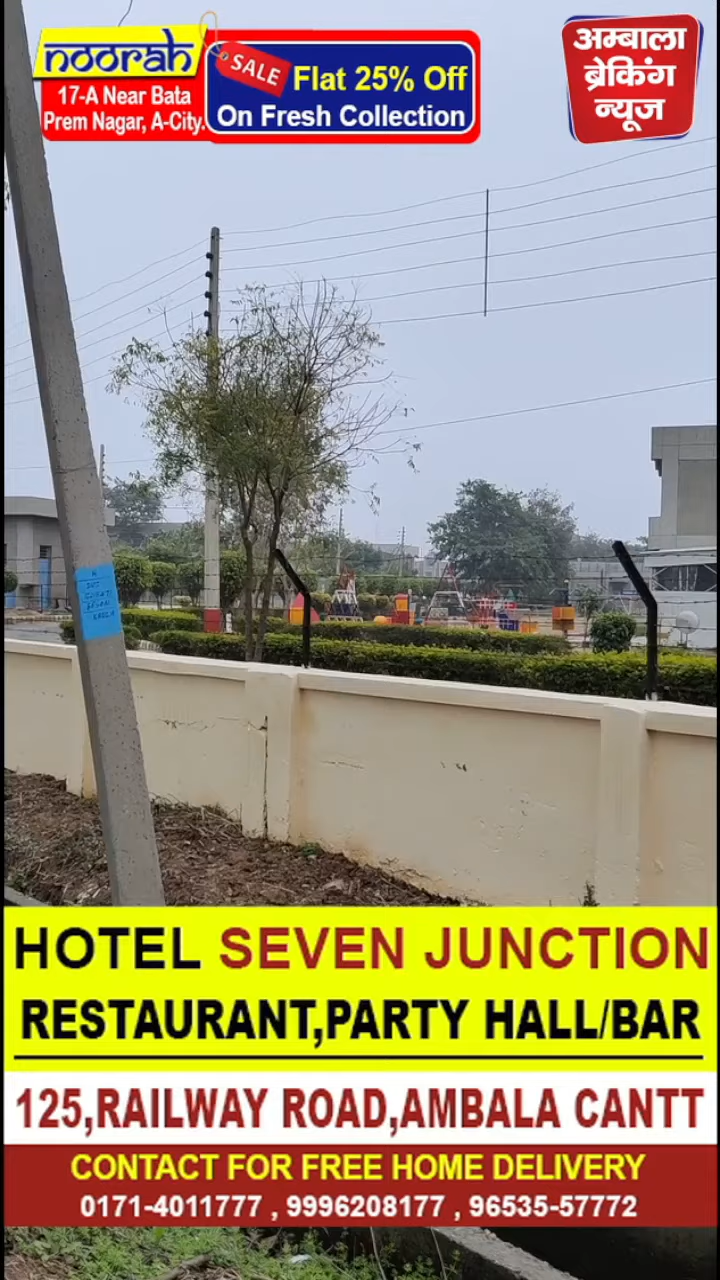 noorah
17-A Near Bata
Prem Nagar, A-City.
SALE
Flat 25% Off
On Fresh Collection
अम्बाला
ब्रेकिंग
न्यूज
HOTEL SEVEN JUNCTION
RESTAURANT,PARTY HALL/BAR
125,RAILWAY ROAD,AMBALA CANTT
CONTACT FOR FREE HOME DELIVERY
0171-4011777 , 9996208177 , 96535-57772